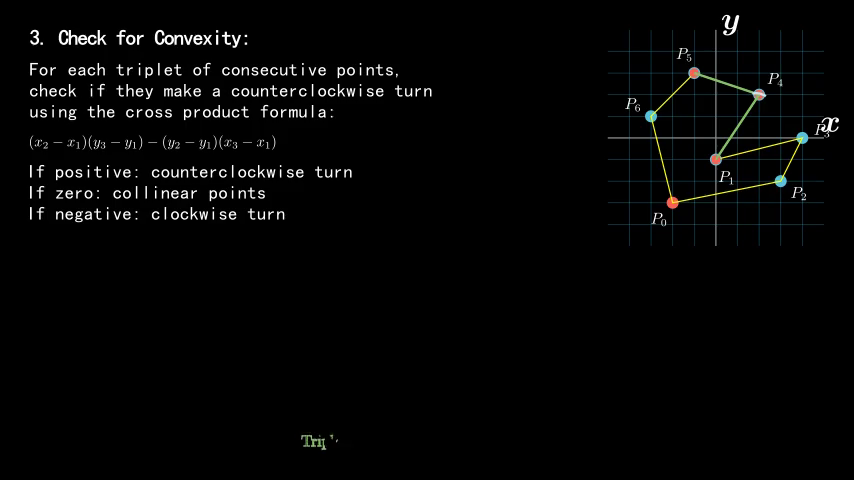 3. Check for Convexity:
For each triplet of consecutive points,
check if they make a counterclockwise turn
using the cross product formula:
(x₂ − x₁)(y₃ − y₁) − (y₂ − y₁)(x₃ − x₁)
If positive: counterclockwise turn
If zero: collinear points
If negative: clockwise turn
y
P₅
P₄
P₆
P₃
x
P₁
P₂
P₀